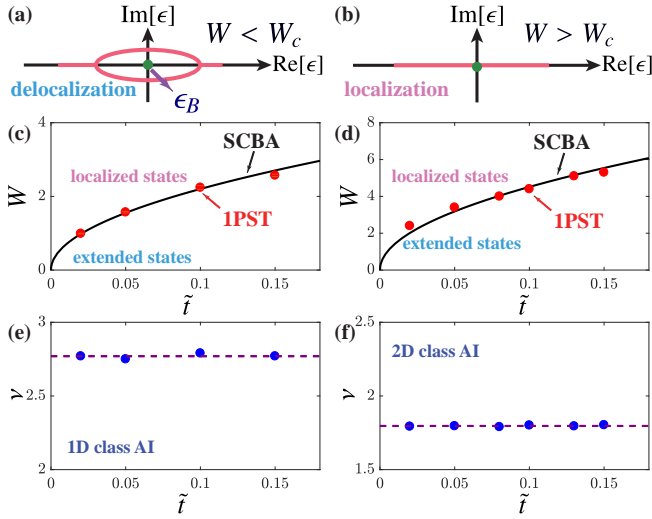 (a)
Im[ϵ]
W < W_c
Re[ϵ]
delocalization
ϵ_B
(b)
Im[ϵ]
W > W_c
Re[ϵ]
localization
(c)
4
2
0
W
SCBA
localized states
1PST
extended states
0
0.05
0.1
0.15
t̃
(d)
8
6
4
2
0
W
SCBA
localized states
1PST
extended states
0
0.05
0.1
0.15
t̃
(e)
3
2.5
2
ν
1D class AI
0
0.05
0.1
0.15
t̃
(f)
2.5
2
1.5
ν
2D class AI
0
0.05
0.1
0.15
t̃